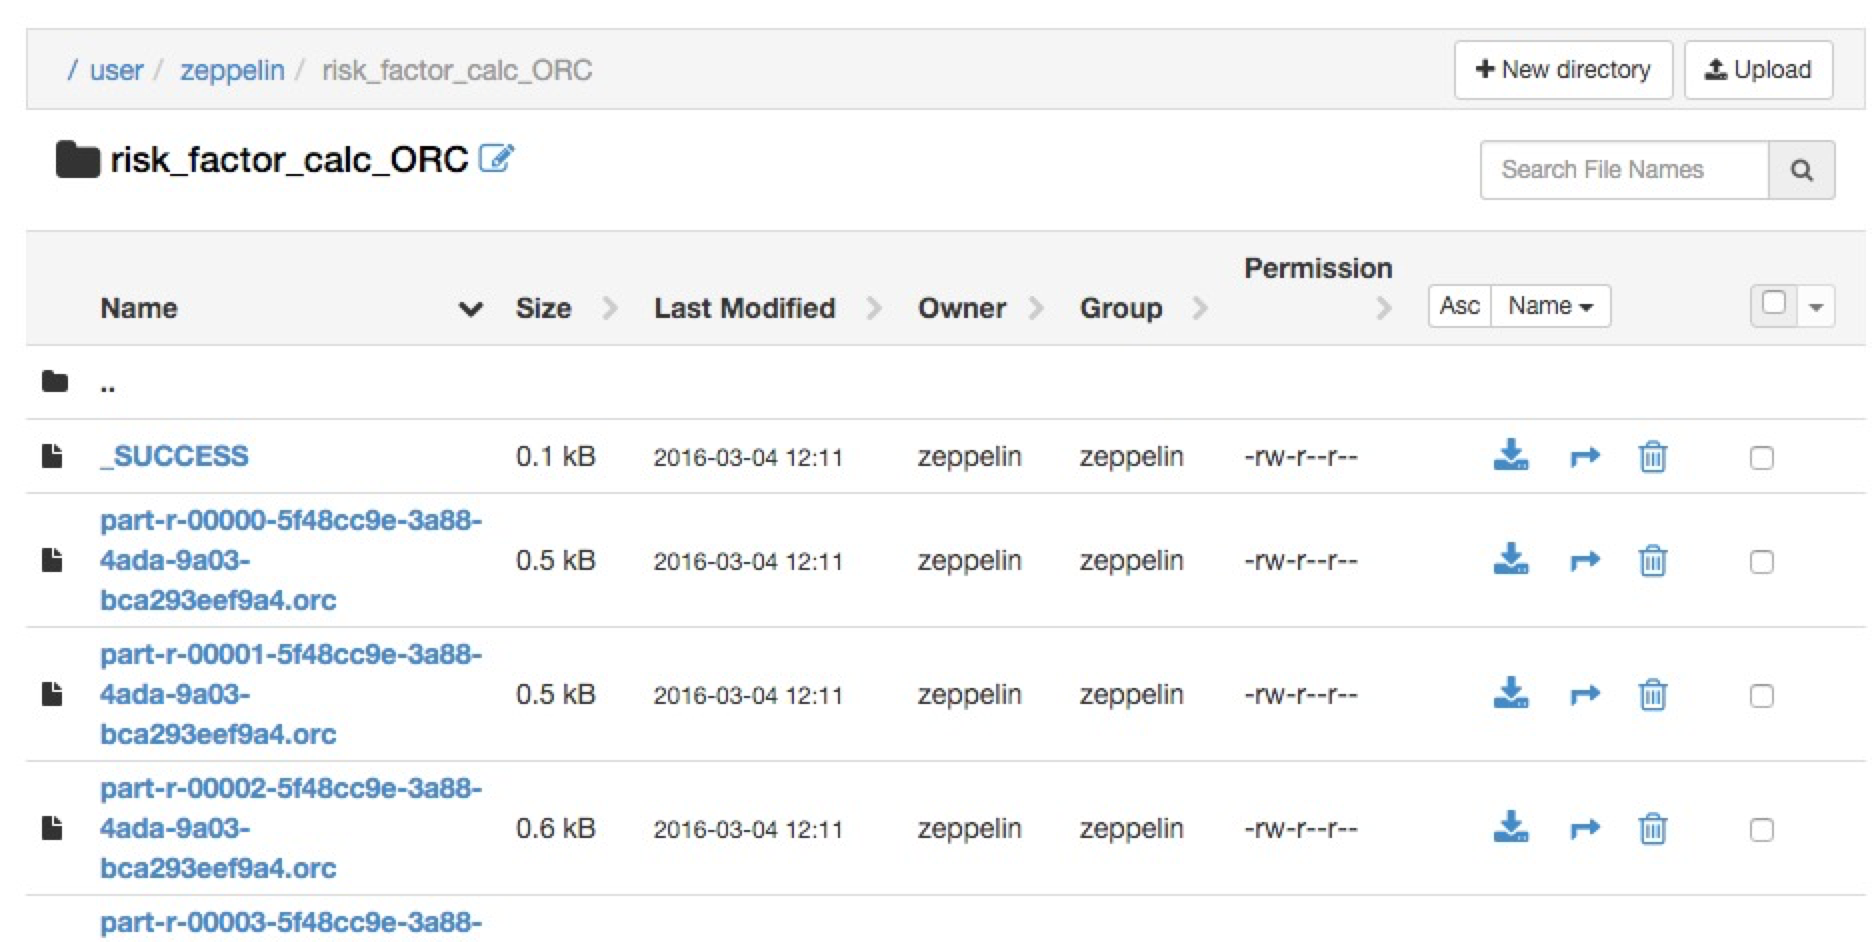 / user / zeppelin / risk_factor_calc_ORC
New directory
Upload
risk_factor_calc_ORC
Search File Names
Name Size Last Modified Owner Group Permission Asc Name
..
_SUCCESS 0.1 kB 2016-03-04 12:11 zeppelin zeppelin -rw-r--r--
part-r-00000-5f48cc9e-3a88-
4ada-9a03- 0.5 kB 2016-03-04 12:11 zeppelin zeppelin -rw-r--r--
bca293eef9a4.orc
part-r-00001-5f48cc9e-3a88-
4ada-9a03- 0.5 kB 2016-03-04 12:11 zeppelin zeppelin -rw-r--r--
bca293eef9a4.orc
part-r-00002-5f48cc9e-3a88-
4ada-9a03- 0.6 kB 2016-03-04 12:11 zeppelin zeppelin -rw-r--r--
bca293eef9a4.orc
part-r-00003-5f48cc9e-3a88-